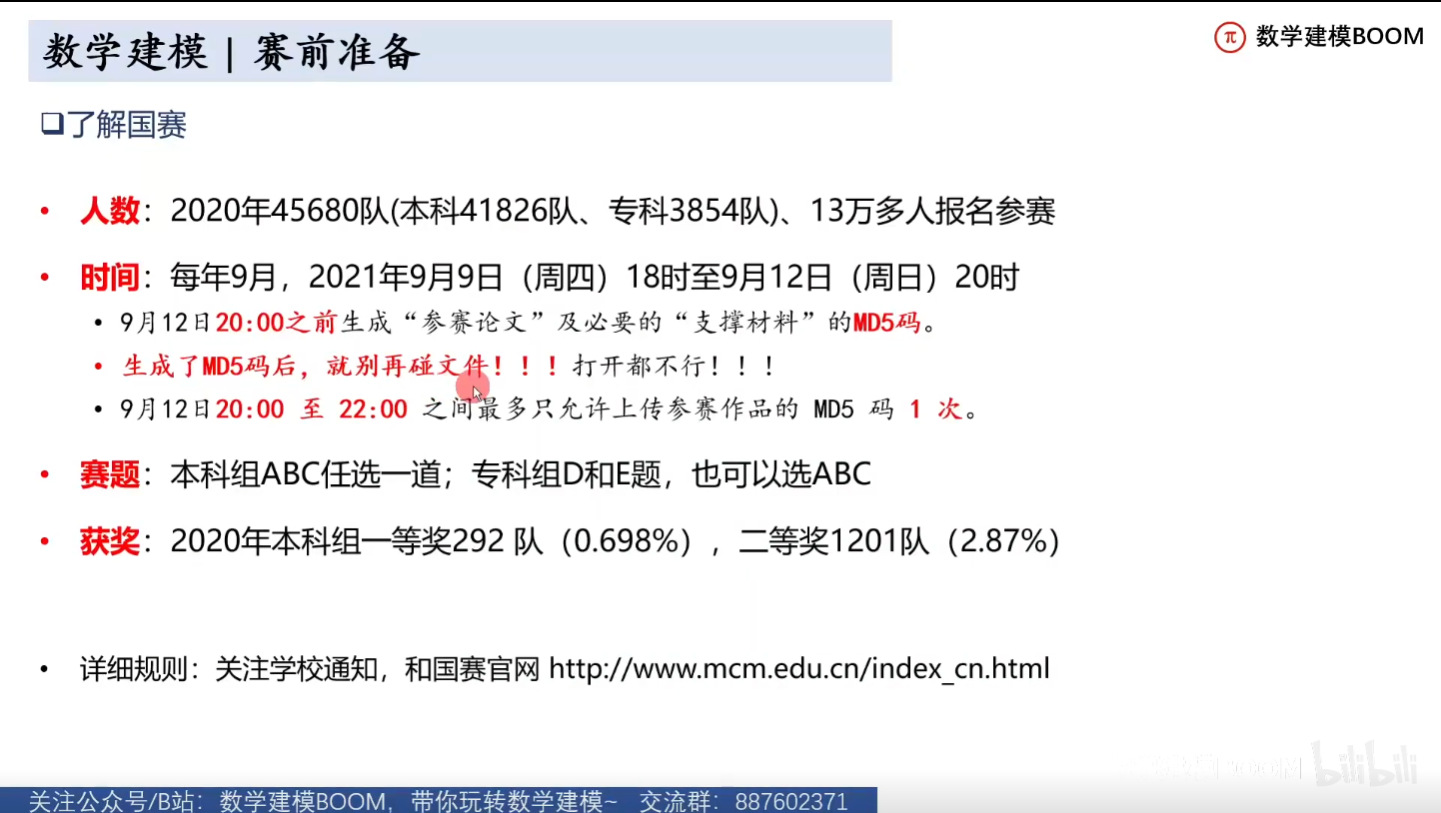 数学建模 | 赛前准备
π 数学建模BOOM
❑了解国赛
• 人数：2020年45680队(本科41826队、专科3854队)、13万多人报名参赛
• 时间：每年9月，2021年9月9日（周四）18时至9月12日（周日）20时
• 9月12日20:00之前生成“参赛论文”及必要的“支撑材料”的MD5码。
• 生成了MD5码后，就别再碰文件！！！打开都不行！！！
• 9月12日20:00 至 22:00 之间最多只允许上传参赛作品的 MD5 码 1 次。
• 赛题：本科组ABC任选一道；专科组D和E题，也可以选ABC
• 获奖：2020年本科组一等奖292 队（0.698%），二等奖1201队（2.87%）
• 详细规则：关注学校通知，和国赛官网 http://www.mcm.edu.cn/index_cn.html
bilibili
关注公众号/B站：数学建模BOOM，带你玩转数学建模~ 交流群：887602371